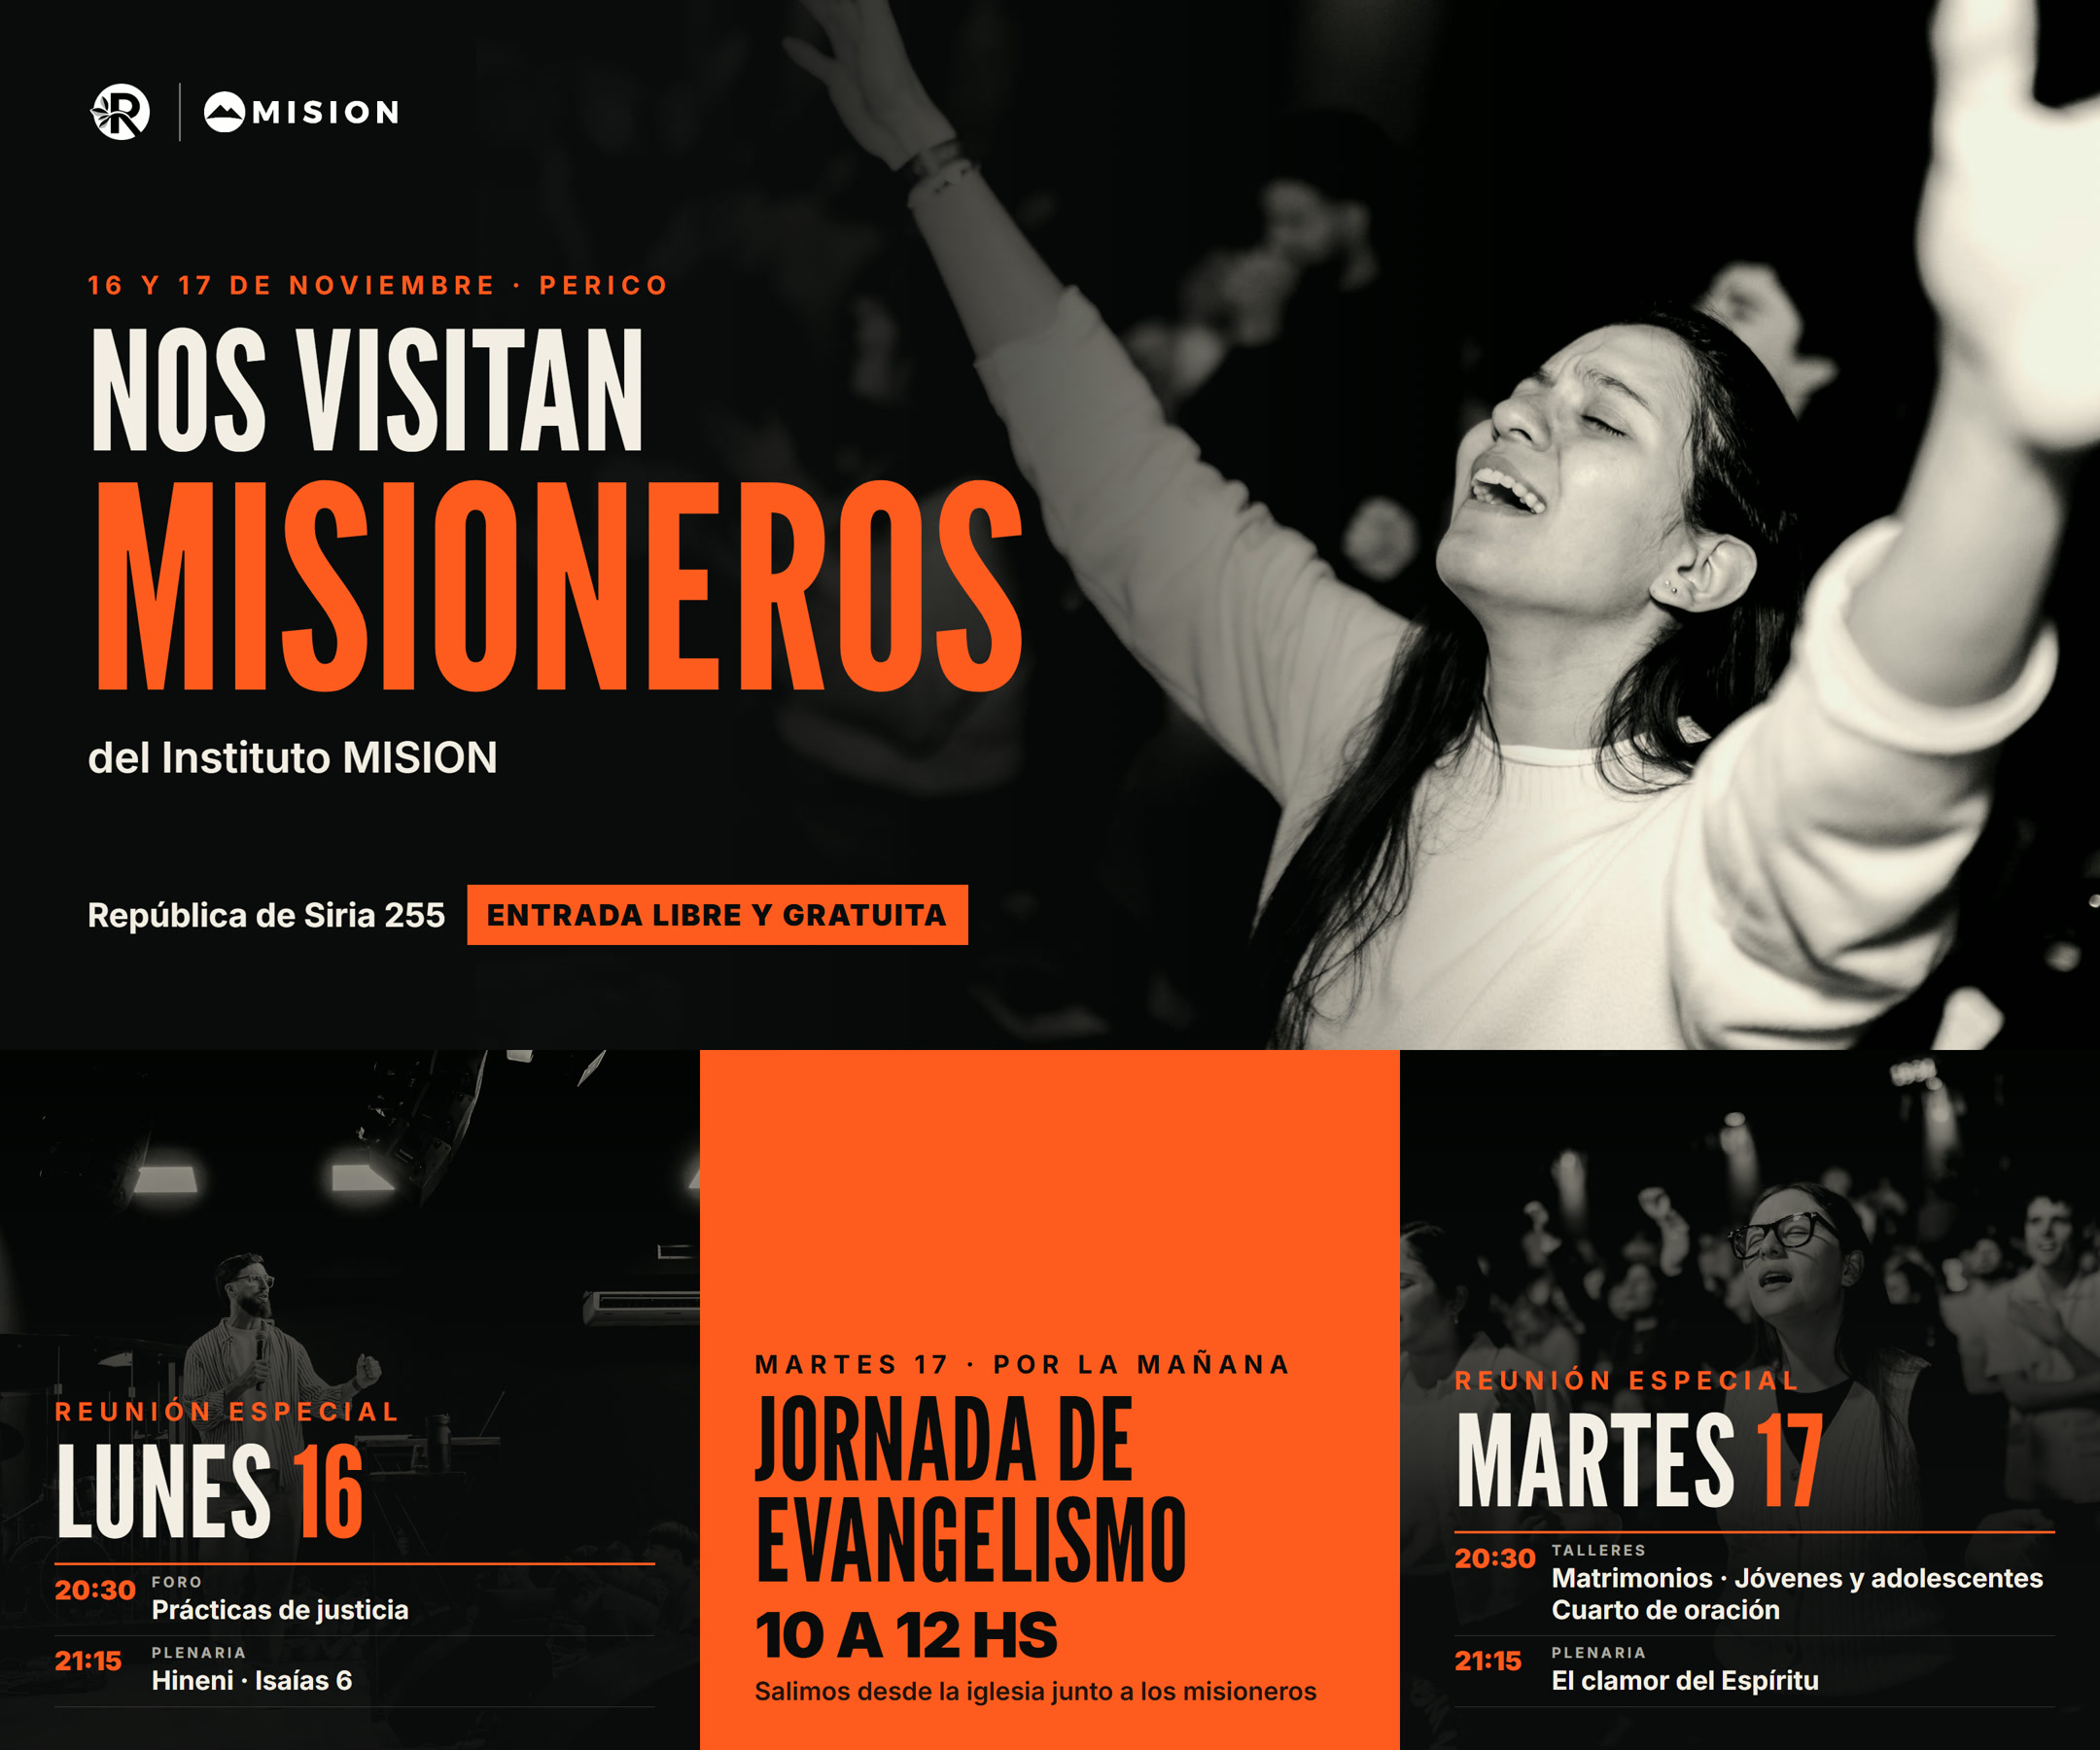 R
MISION
16 Y 17 DE NOVIEMBRE · PERICO
NOS VISITAN
MISIONEROS
del Instituto MISION
República de Siria 255
ENTRADA LIBRE Y GRATUITA
REUNIÓN ESPECIAL
LUNES 16
20:30
FORO
Prácticas de justicia
21:15
PLENARIA
Hineni · Isaías 6
MARTES 17 · POR LA MAÑANA
JORNADA DE
EVANGELISMO
10 A 12 HS
Salimos desde la iglesia junto a los misioneros
REUNIÓN ESPECIAL
MARTES 17
20:30
TALLERES
Matrimonios · Jóvenes y adolescentes
Cuarto de oración
21:15
PLENARIA
El clamor del Espíritu